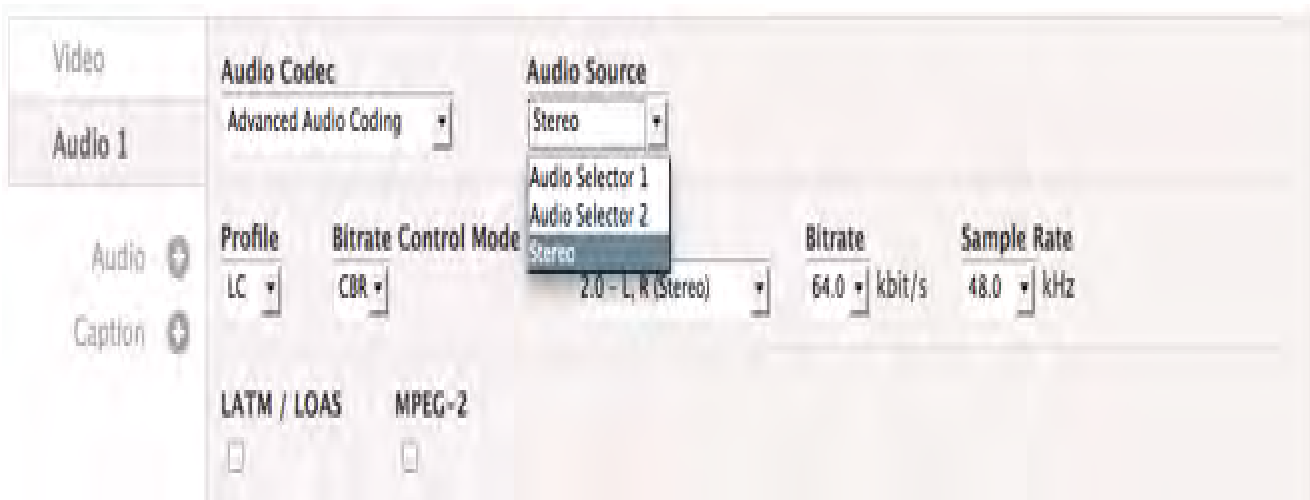 Video
Audio 1
Audio
Caption
Audio Codec
Advanced Audio Coding
Audio Source
Stereo
Audio Selector 1
Audio Selector 2
Stereo
Profile
LC
Bitrate Control Mode
CBR
2.0 - L, R (Stereo)
Bitrate
64.0 kbit/s
Sample Rate
48.0 kHz
LATM / LOAS
MPEG-2